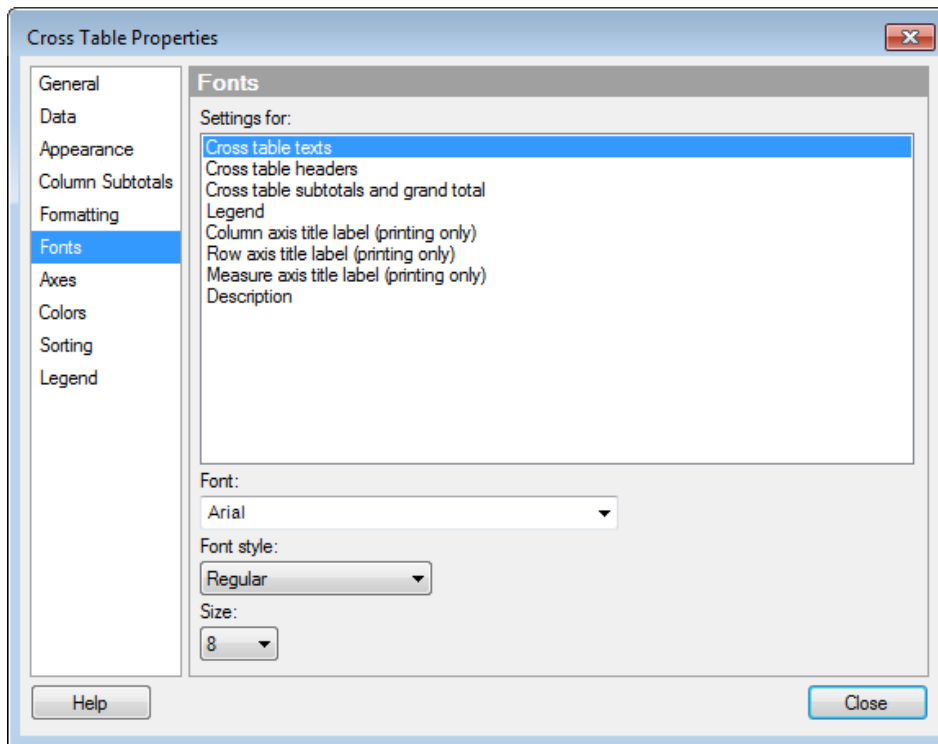 Cross Table Properties
General
Data
Appearance
Column Subtotals
Formatting
Fonts
Axes
Colors
Sorting
Legend
Fonts
Settings for:
Cross table texts
Cross table headers
Cross table subtotals and grand total
Legend
Column axis title label (printing only)
Row axis title label (printing only)
Measure axis title label (printing only)
Description
Font:
Arial
Font style:
Regular
Size:
8
Help
Close